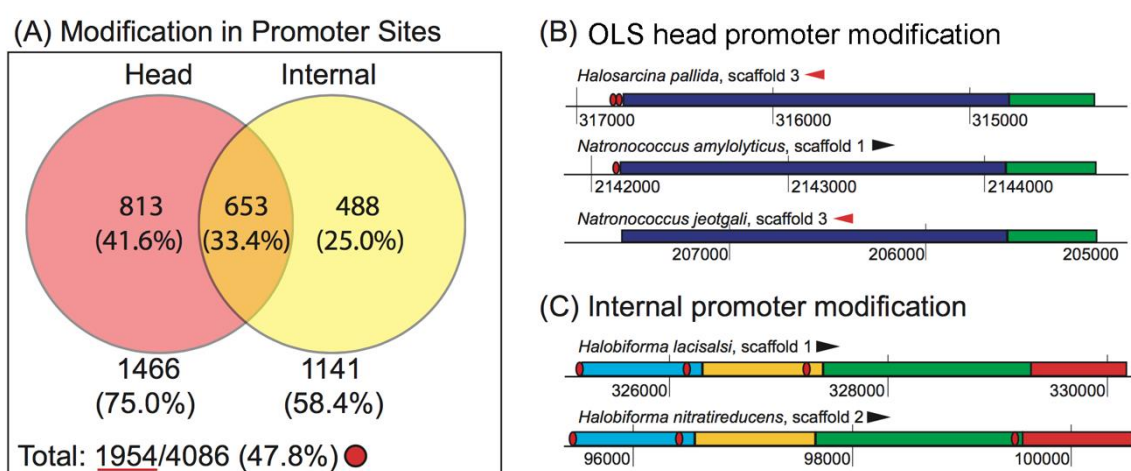 (A) Modification in Promoter Sites
Head Internal
813 653 488
(41.6%) (33.4%) (25.0%)
1466 1141
(75.0%) (58.4%)
Total: 1954/4086 (47.8%)
(B) OLS head promoter modification
Halosarcina pallida, scaffold 3
317000 316000 315000
Natronococcus amylolyticus, scaffold 1
2142000 2143000 2144000
Natronococcus jeotgali, scaffold 3
207000 206000 205000
(C) Internal promoter modification
Halobiforma lacisalsi, scaffold 1
326000 328000 330000
Halobiforma nitratireducens, scaffold 2
96000 98000 100000